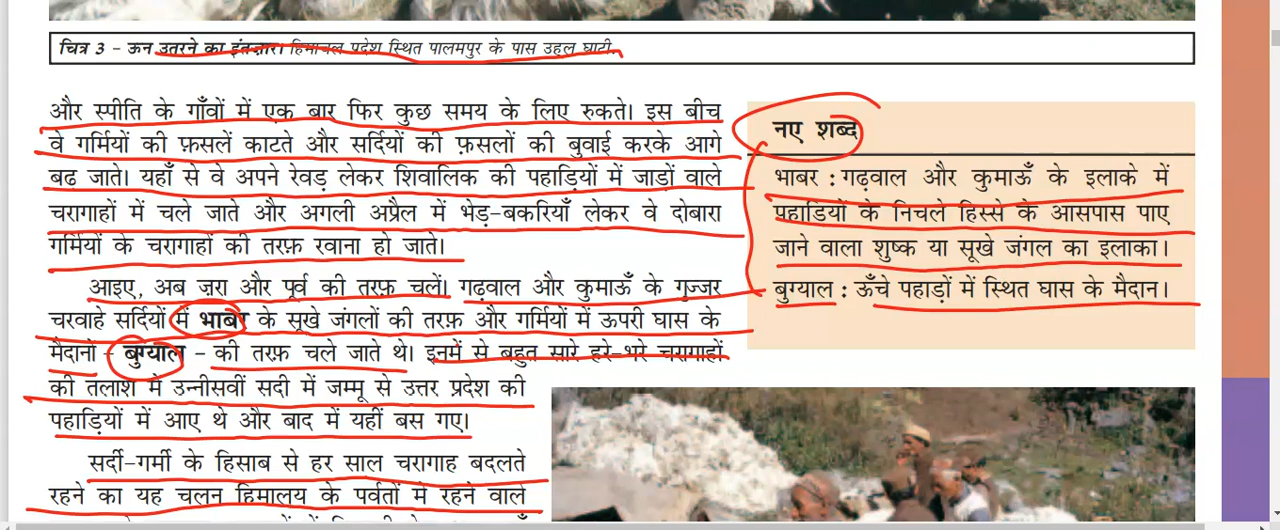 चित्र 3 – ऊन उतरने का इंतज़ार। हिमाचल प्रदेश स्थित पालमपुर के पास उहल घाटी.
और स्पीति के गाँवों में एक बार फिर कुछ समय के लिए रुकते। इस बीच
वे गर्मियों की फ़सलें काटते और सर्दियों की फ़सलों की बुवाई करके आगे
बढ़ जाते। यहाँ से वे अपने रेवड़ लेकर शिवालिक की पहाड़ियों में जाड़ों वाले
चरागाहों में चले जाते और अगली अप्रैल में भेड़-बकरियाँ लेकर वे दोबारा
गर्मियों के चरागाहों की तरफ़ रवाना हो जाते।
आइए, अब ज़रा और पूर्व की तरफ़ चलें। गढ़वाल और कुमाऊँ के गुज्जर
चरवाहे सर्दियों में भाबर के सूखे जंगलों की तरफ़ और गर्मियों में ऊपरी घास के
मैदानों – बुग्याल – की तरफ़ चले जाते थे। इनमें से बहुत सारे हरे-भरे चरागाहों
की तलाश में उन्नीसवीं सदी में जम्मू से उत्तर प्रदेश की
पहाड़ियों में आए थे और बाद में यहीं बस गए।
सर्दी-गर्मी के हिसाब से हर साल चरागाह बदलते
रहने का यह चलन हिमालय के पर्वतों में रहने वाले
नए शब्द
भाबर : गढ़वाल और कुमाऊँ के इलाके में
पहाड़ियों के निचले हिस्से के आसपास पाए
जाने वाला शुष्क या सूखे जंगल का इलाका।
बुग्याल : ऊँचे पहाड़ों में स्थित घास के मैदान।